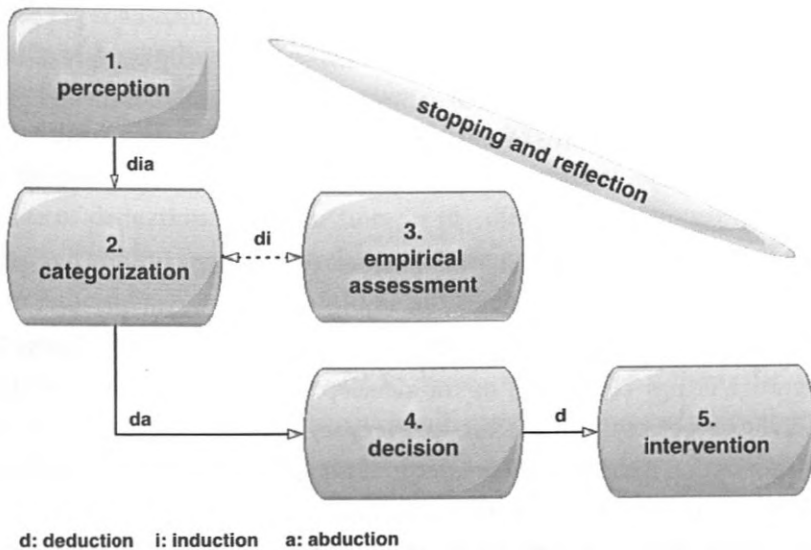 1.
perception
stopping and reflection
dia
2.
categorization
di
3.
empirical
assessment
da
4.
decision
d
5.
intervention
d: deduction i: induction a: abduction